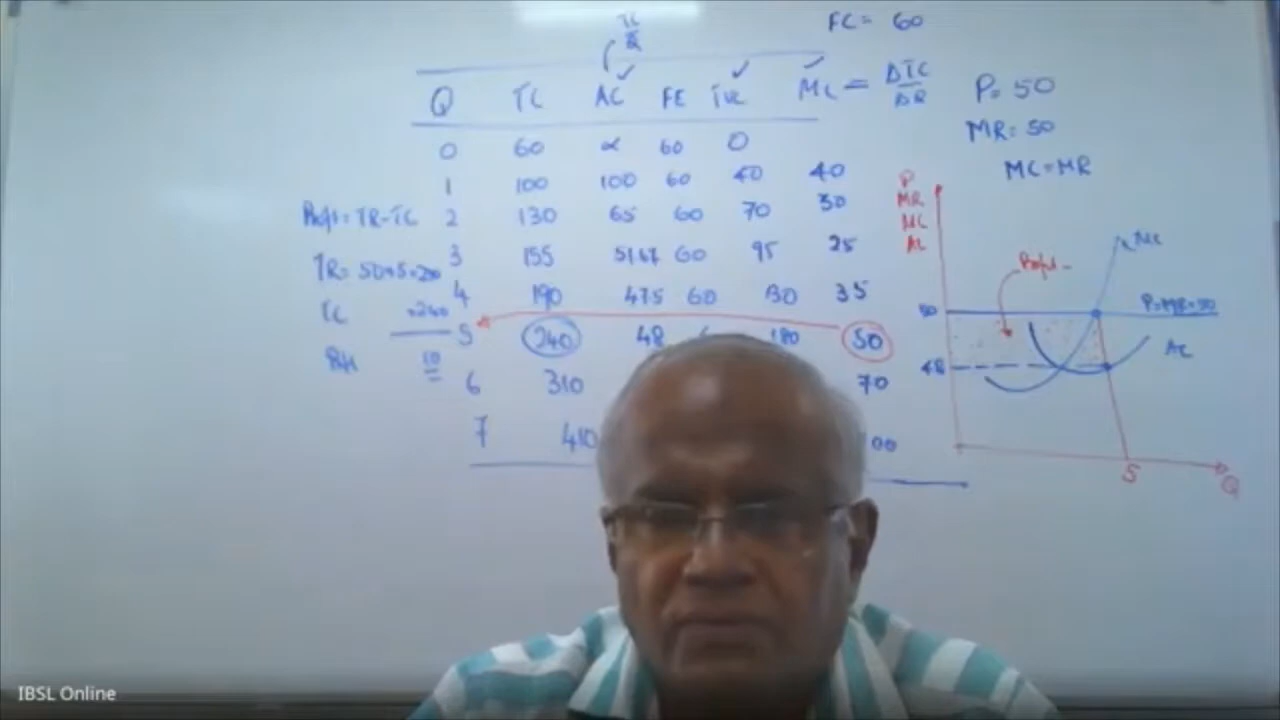 TC
Q
FC = 60
Q TC AC FC TVC MC = ΔTC
ΔQ
P = 50
MR = 50
MC = MR
0 60 α 60 0
1 100 100 60 40 40
Profit = TR - TC 2 130 65 60 70 30
3 155 51.67 60 95 25
TR = 50×5 =
4 190 47.5 60 130 35
TC = 240
5 240 48 180 50
10
6 310 70
7 410 00
P
MR
MC
AC
MC
Profit
50 P=MR=50
AC
48
5 Q
IBSL Online